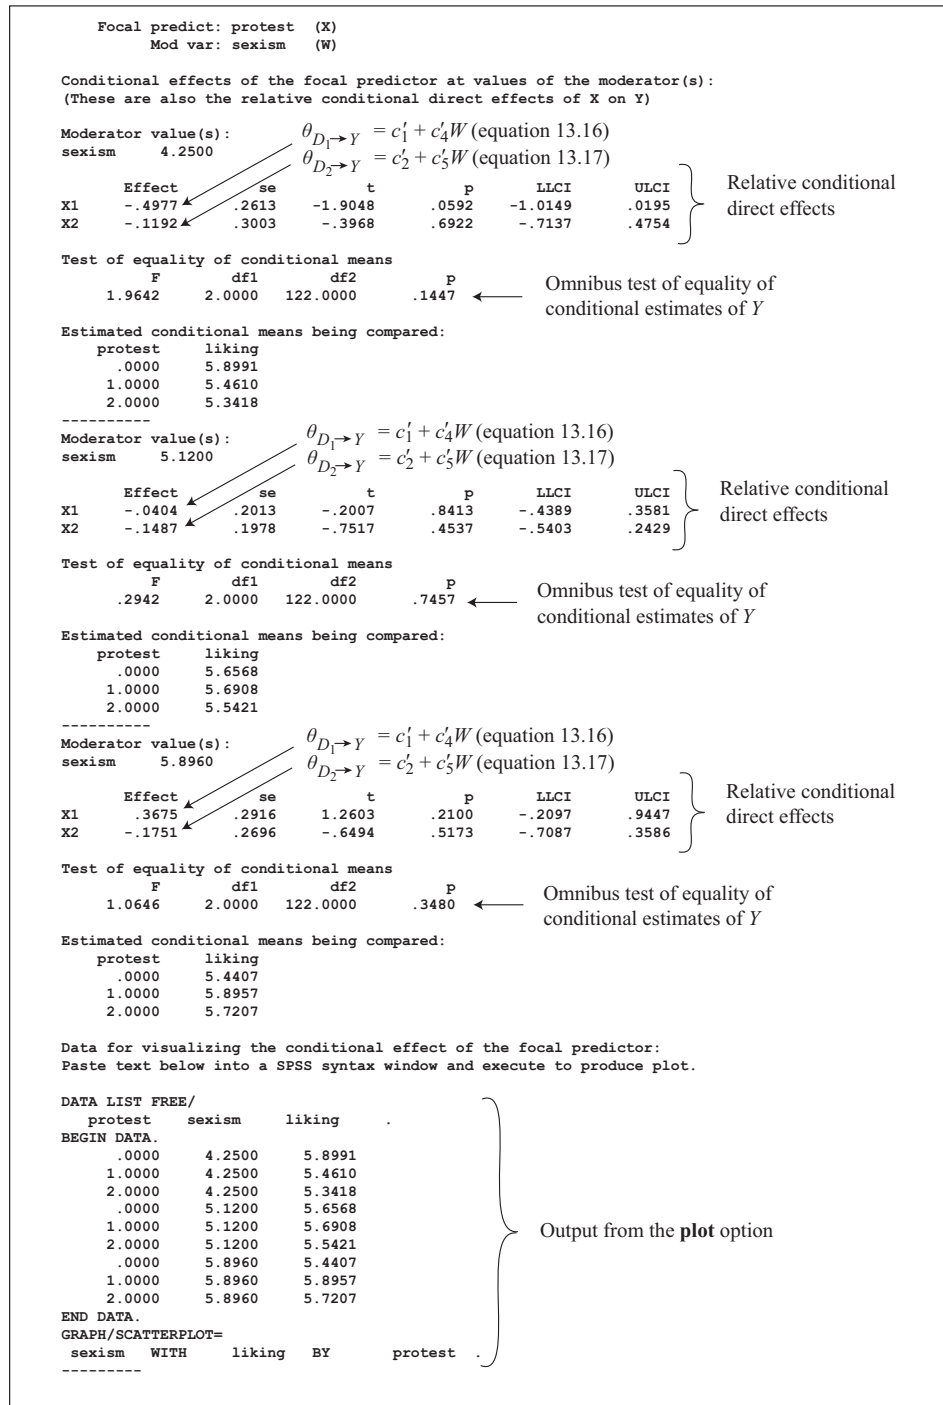 Focal predict: protest (X)
Mod var: sexism (W)
Conditional effects of the focal predictor at values of the moderator(s):
(These are also the relative conditional direct effects of X on Y)
Moderator value(s):
sexism 4.2500
θD1→Y = c′1 + c′4W (equation 13.16)
θD2→Y = c′2 + c′5W (equation 13.17)
Effect se t p LLCI ULCI
X1 -.4977 .2613 -1.9048 .0592 -1.0149 .0195
X2 -.1192 .3003 -.3968 .6922 -.7137 .4754
Relative conditional
direct effects
Test of equality of conditional means
F df1 df2 p
1.9642 2.0000 122.0000 .1447
Omnibus test of equality of
conditional estimates of Y
Estimated conditional means being compared:
protest liking
.0000 5.8991
1.0000 5.4610
2.0000 5.3418
----------
Moderator value(s):
sexism 5.1200
θD1→Y = c′1 + c′4W (equation 13.16)
θD2→Y = c′2 + c′5W (equation 13.17)
Effect se t p LLCI ULCI
X1 -.0404 .2013 -.2007 .8413 -.4389 .3581
X2 -.1487 .1978 -.7517 .4537 -.5403 .2429
Relative conditional
direct effects
Test of equality of conditional means
F df1 df2 p
.2942 2.0000 122.0000 .7457
Omnibus test of equality of
conditional estimates of Y
Estimated conditional means being compared:
protest liking
.0000 5.6568
1.0000 5.6908
2.0000 5.5421
----------
Moderator value(s):
sexism 5.8960
θD1→Y = c′1 + c′4W (equation 13.16)
θD2→Y = c′2 + c′5W (equation 13.17)
Effect se t p LLCI ULCI
X1 .3675 .2916 1.2603 .2100 -.2097 .9447
X2 -.1751 .2696 -.6494 .5173 -.7087 .3586
Relative conditional
direct effects
Test of equality of conditional means
F df1 df2 p
1.0646 2.0000 122.0000 .3480
Omnibus test of equality of
conditional estimates of Y
Estimated conditional means being compared:
protest liking
.0000 5.4407
1.0000 5.8957
2.0000 5.7207
Data for visualizing the conditional effect of the focal predictor:
Paste text below into a SPSS syntax window and execute to produce plot.
DATA LIST FREE/
protest sexism liking .
BEGIN DATA.
.0000 4.2500 5.8991
1.0000 4.2500 5.4610
2.0000 4.2500 5.3418
.0000 5.1200 5.6568
1.0000 5.1200 5.6908
2.0000 5.1200 5.5421
.0000 5.8960 5.4407
1.0000 5.8960 5.8957
2.0000 5.8960 5.7207
END DATA.
GRAPH/SCATTERPLOT=
sexism WITH liking BY protest .
---------
Output from the plot option